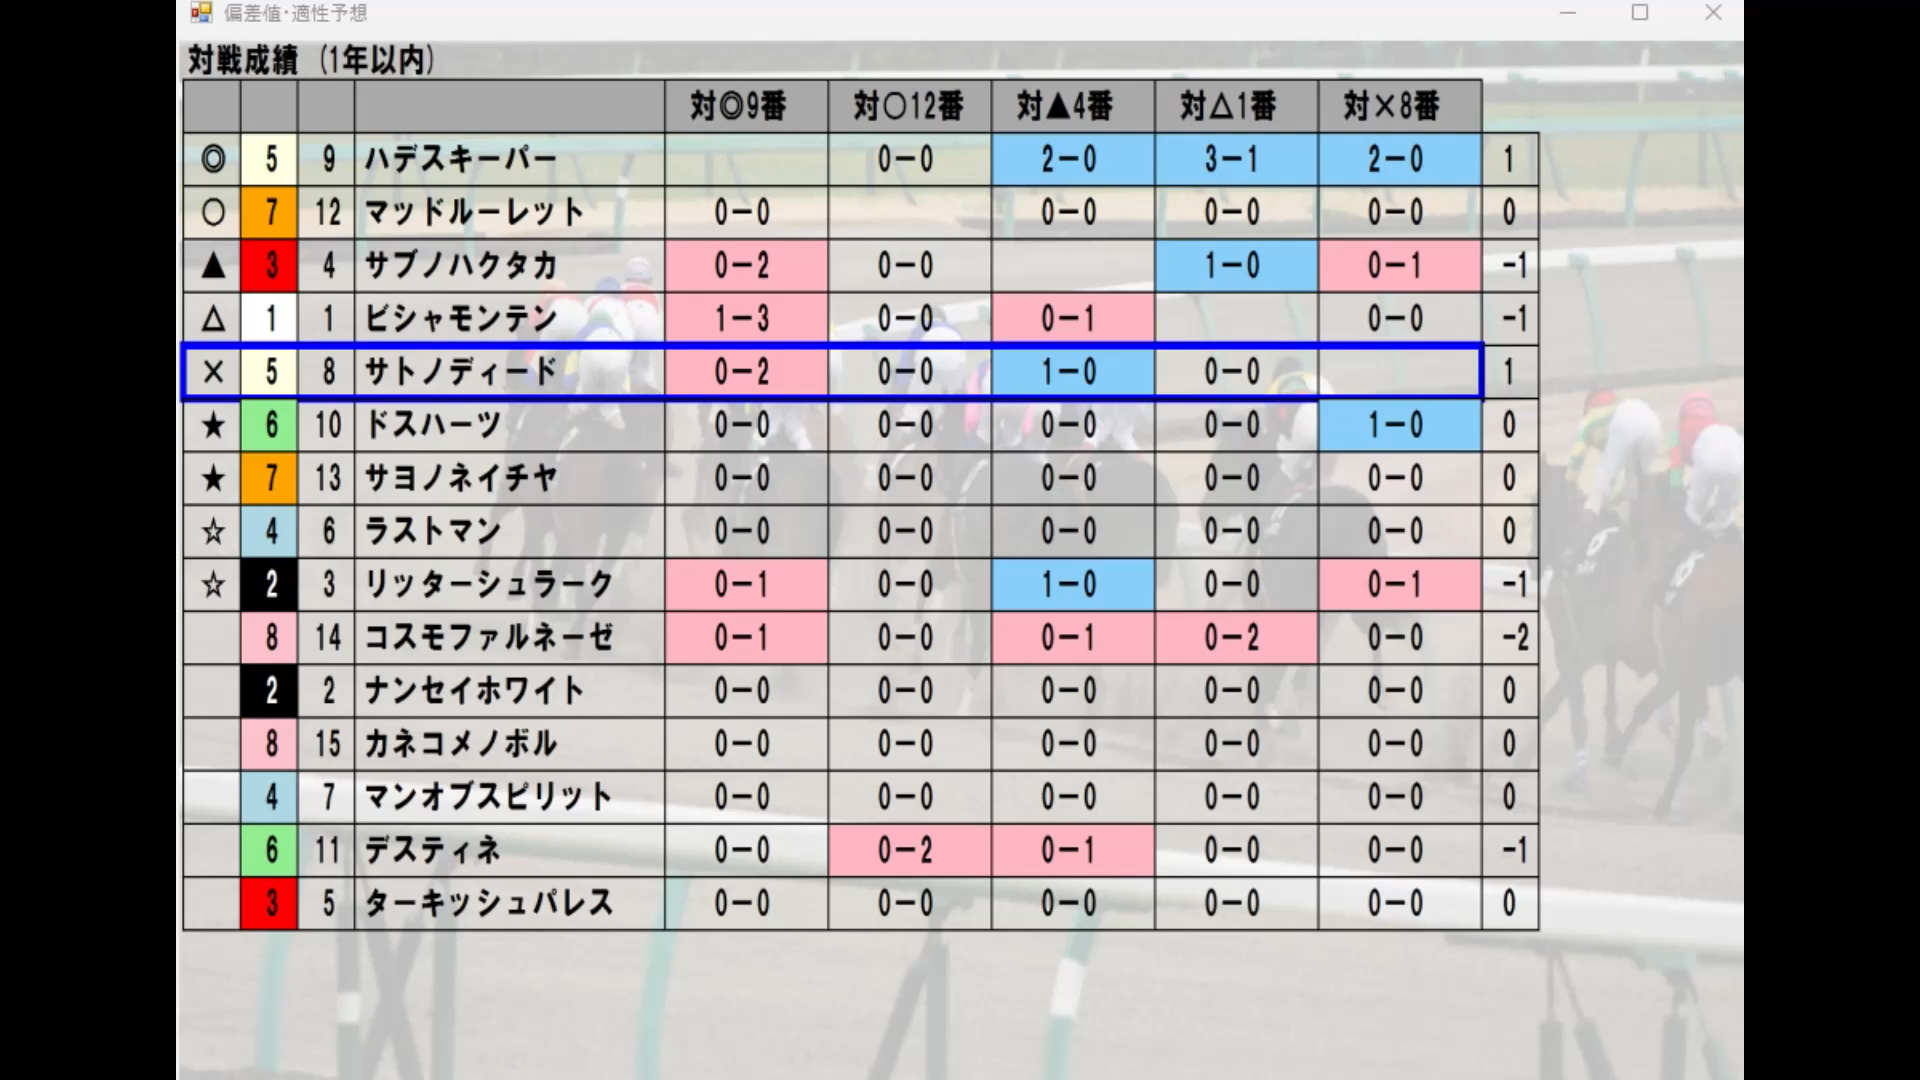 偏差値・適性予想
対戦成績 (1年以内)
対◎9番 対○12番 対▲4番 対△1番 対×8番
◎ 5 9 ハデスキーパー 0−0 2−0 3−1 2−0 1
○ 7 12 マッドルーレット 0−0 0−0 0−0 0−0 0
▲ 3 4 サブノハクタカ 0−2 0−0 1−0 0−1 −1
△ 1 1 ビシャモンテン 1−3 0−0 0−1 0−0 −1
× 5 8 サトノディード 0−2 0−0 1−0 0−0 1
★ 6 10 ドスハーツ 0−0 0−0 0−0 0−0 1−0 0
★ 7 13 サヨノネイチヤ 0−0 0−0 0−0 0−0 0−0 0
☆ 4 6 ラストマン 0−0 0−0 0−0 0−0 0−0 0
☆ 2 3 リッターシュラーク 0−1 0−0 1−0 0−0 0−1 −1
8 14 コスモファルネーゼ 0−1 0−0 0−1 0−2 0−0 −2
2 2 ナンセイホワイト 0−0 0−0 0−0 0−0 0−0 0
8 15 カネコメノボル 0−0 0−0 0−0 0−0 0−0 0
4 7 マンオブスピリット 0−0 0−0 0−0 0−0 0−0 0
6 11 デスティネ 0−0 0−2 0−1 0−0 0−0 −1
3 5 ターキッシュパレス 0−0 0−0 0−0 0−0 0−0 0